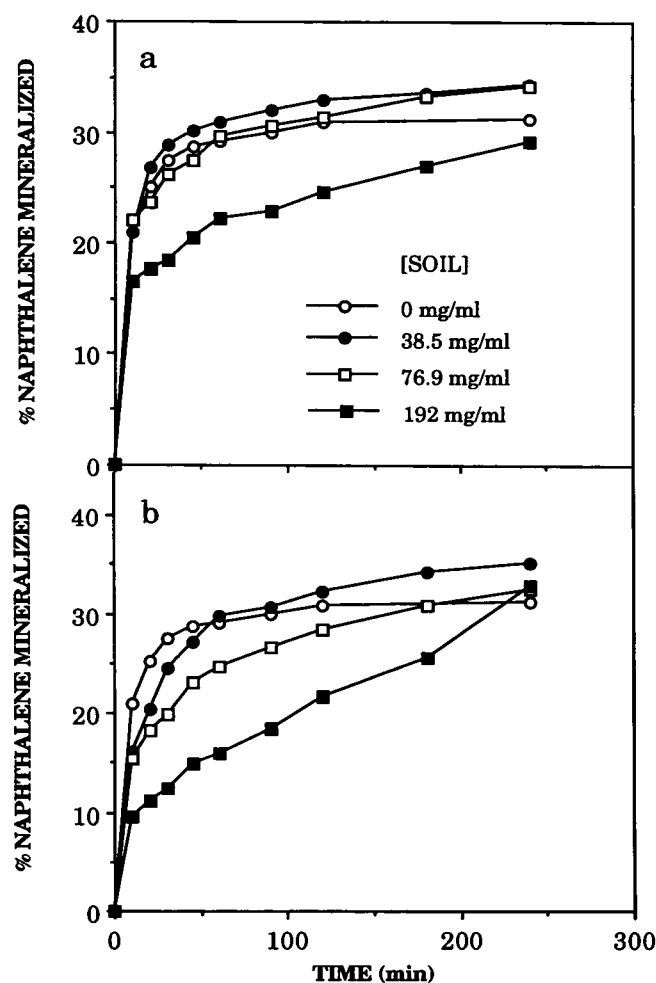 40
a
30
20
10
0
% NAPHTHALENE MINERALIZED
[SOIL]
0 mg/ml
38.5 mg/ml
76.9 mg/ml
192 mg/ml
40
b
30
20
10
0
% NAPHTHALENE MINERALIZED
0 100 200 300
TIME (min)